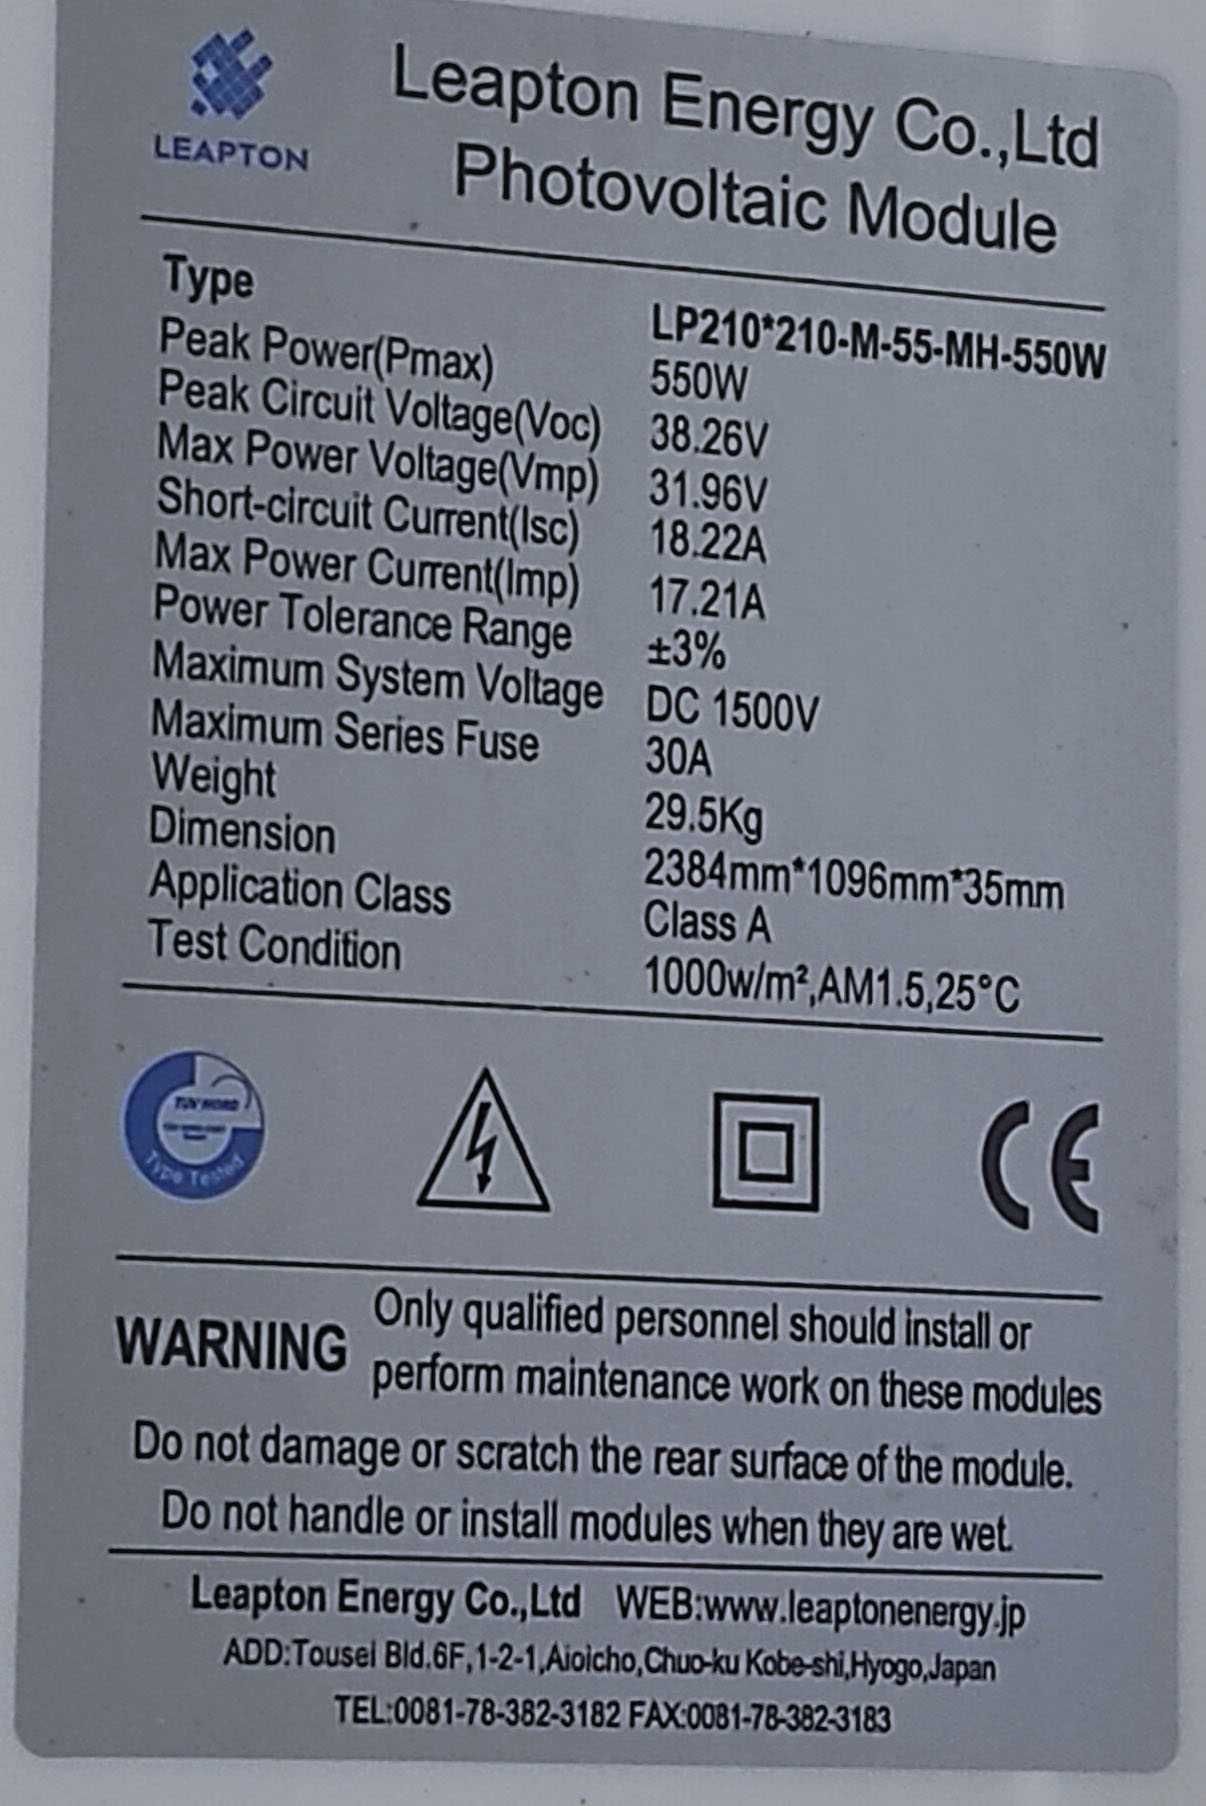 LEAPTON
Leapton Energy Co.,Ltd
Photovoltaic Module
Type LP210*210-M-55-MH-550W
Peak Power(Pmax) 550W
Peak Circuit Voltage(Voc) 38.26V
Max Power Voltage(Vmp) 31.96V
Short-circuit Current(Isc) 18.22A
Max Power Current(Imp) 17.21A
Power Tolerance Range ±3%
Maximum System Voltage DC 1500V
Maximum Series Fuse 30A
Weight 29.5Kg
Dimension 2384mm*1096mm*35mm
Application Class Class A
Test Condition 1000w/m²,AM1.5,25°C
TUV NORD
Type Tested
CE
WARNING Only qualified personnel should install or
perform maintenance work on these modules
Do not damage or scratch the rear surface of the module.
Do not handle or install modules when they are wet.
Leapton Energy Co.,Ltd WEB:www.leaptonenergy.jp
ADD:Tousei Bld.6F,1-2-1,Aioicho,Chuo-ku Kobe-shi,Hyogo,Japan
TEL:0081-78-382-3182 FAX:0081-78-382-3183